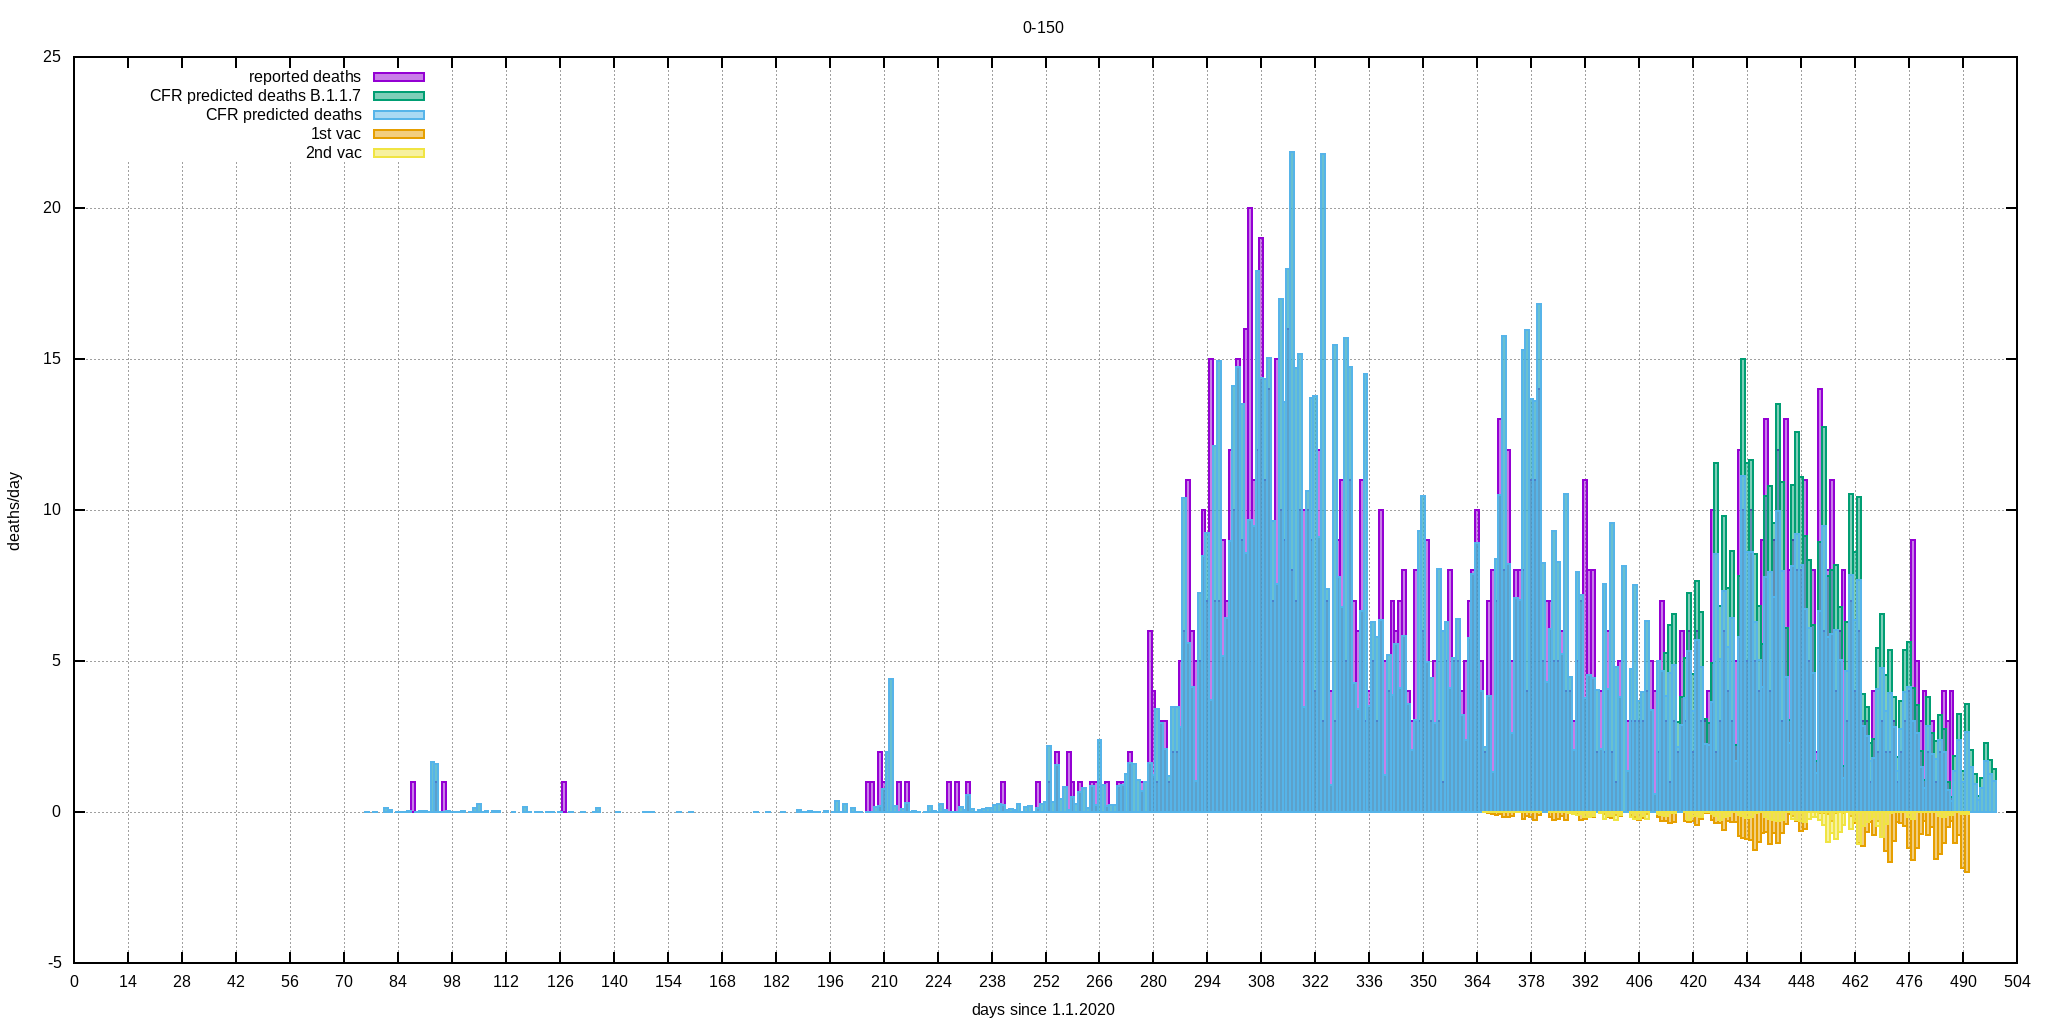 0-150
25
20
15
10
5
0
-5
deaths/day
reported deaths
CFR predicted deaths B.1.1.7
CFR predicted deaths
1st vac
2nd vac
0 14 28 42 56 70 84 98 112 126 140 154 168 182 196 210 224 238 252 266 280 294 308 322 336 350 364 378 392 406 420 434 448 462 476 490 504
days since 1.1.2020